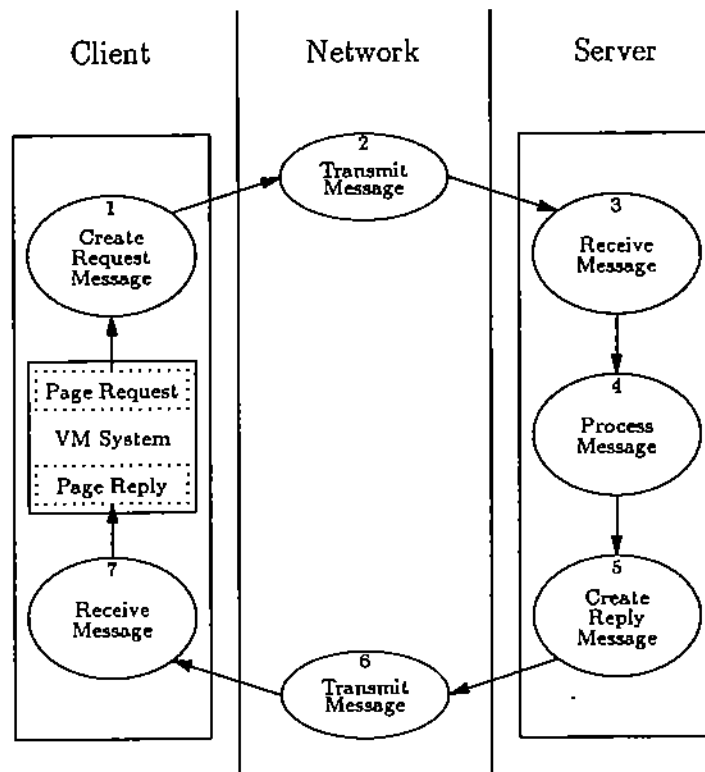 Client
Network
Server
1
Create
Request
Message
2
Transmit
Message
3
Receive
Message
4
Process
Message
5
Create
Reply
Message
6
Transmit
Message
7
Receive
Message
Page Request
VM System
Page Reply